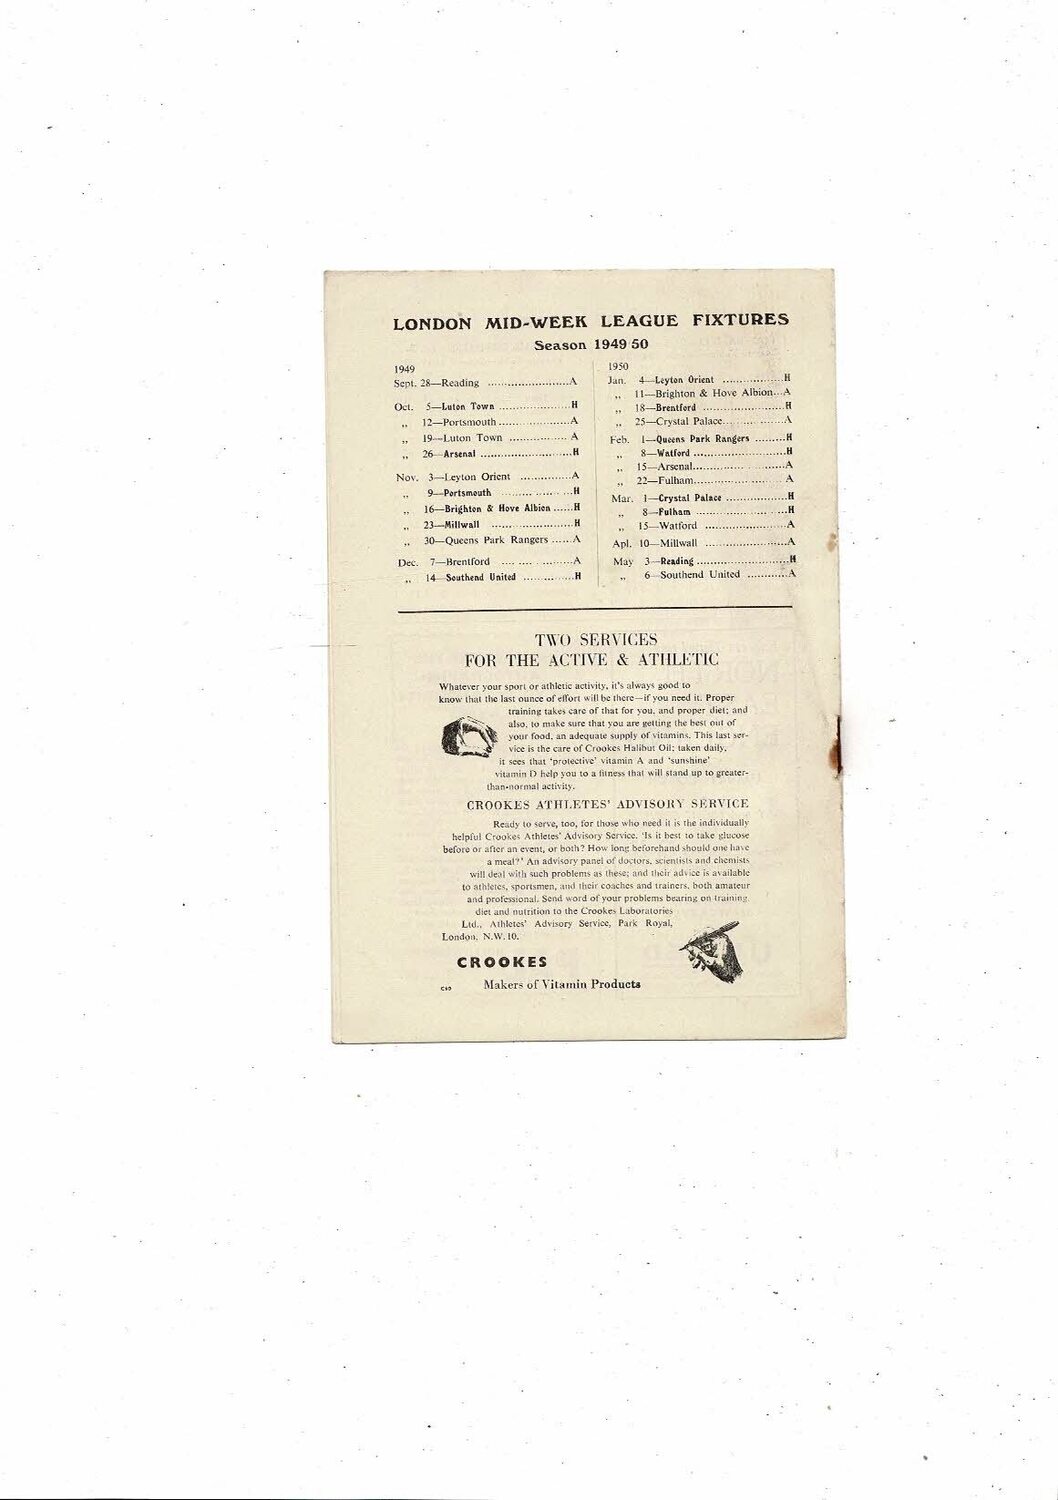 LONDON MID-WEEK LEAGUE FIXTURES
Season 1949 50
1949
Sept. 28—Reading ........................A
Oct. 5—Luton Town .....................H
,, 12—Portsmouth.....................A
,, 19—Luton Town .................A
,, 26—Arsenal ...........................H
Nov. 3—Leyton Orient ...............A
,, 9—Portsmouth .....................H
,, 16—Brighton & Hove Albion ......H
,, 23—Millwall ........................H
,, 30—Queens Park Rangers ......A
Dec. 7—Brentford .....................A
,, 14—Southend United ...............H
1950
Jan. 4—Leyton Orient ..................H
,, 11—Brighton & Hove Albion...A
,, 18—Brentford ........................H
,, 25—Crystal Palace..................A
Feb. 1—Queens Park Rangers .........H
,, 8—Watford ...........................H
,, 15—Arsenal...........................A
,, 22—Fulham...........................A
Mar. 1—Crystal Palace ..................H
,, 8—Fulham ...........................H
,, 15—Watford ........................A
Apl. 10—Millwall ........................A
May 3—Reading ...........................H
,, 6—Southend United ............A
TWO SERVICES
FOR THE ACTIVE & ATHLETIC
Whatever your sport or athletic activity, it's always good to
know that the last ounce of effort will be there—if you need it. Proper
training takes care of that for you, and proper diet; and
also, to make sure that you are getting the best out of
your food, an adequate supply of vitamins. This last ser-
vice is the care of Crookes Halibut Oil; taken daily,
it sees that 'protective' vitamin A and 'sunshine'
vitamin D help you to a fitness that will stand up to greater-
than-normal activity.
CROOKES ATHLETES' ADVISORY SERVICE
Ready to serve, too, for those who need it is the individually
helpful Crookes Athletes' Advisory Service. 'Is it best to take glucose
before or after an event, or both? How long beforehand should one have
a meal?' An advisory panel of doctors, scientists and chemists
will deal with such problems as these; and their advice is available
to athletes, sportsmen, and their coaches and trainers, both amateur
and professional. Send word of your problems bearing on training,
diet and nutrition to the Crookes Laboratories
Ltd., Athletes' Advisory Service, Park Royal,
London, N.W.10.
CROOKES
Makers of Vitamin Products